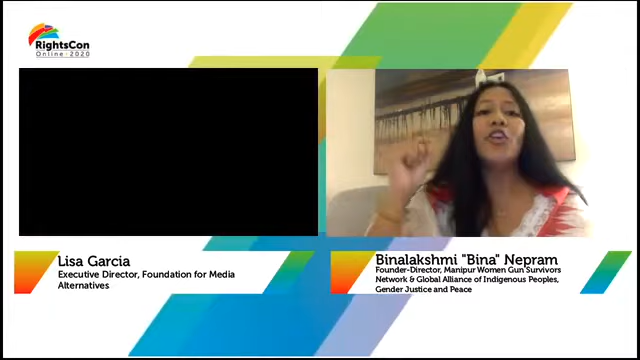 RightsCon
Online • 2020
Lisa Garcia
Executive Director, Foundation for Media
Alternatives
Binalakshmi "Bina" Nepram
Founder-Director, Manipur Women Gun Survivors
Network & Global Alliance of Indigenous Peoples,
Gender Justice and Peace